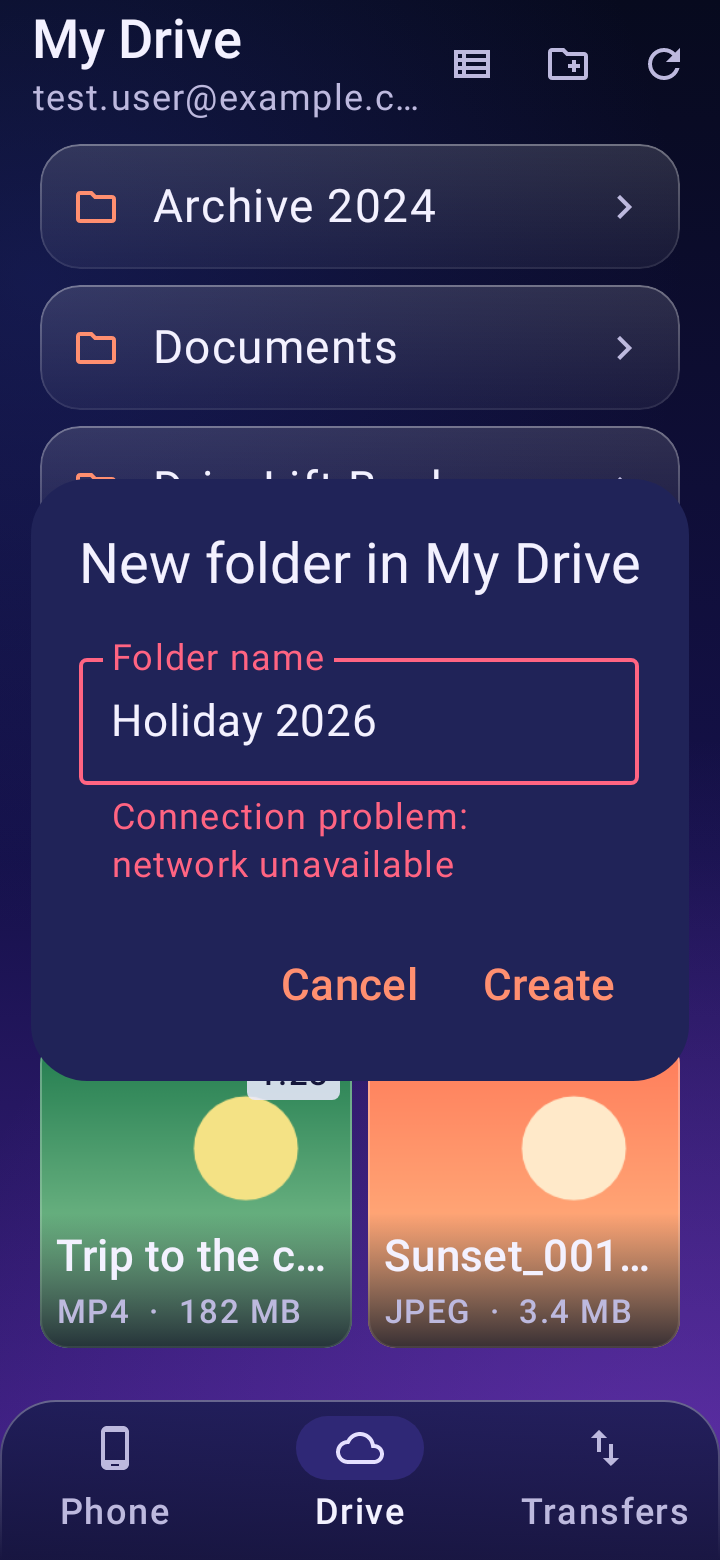 My Drive
test.user@example.c…
Archive 2024
Documents
New folder in My Drive
Folder name
Holiday 2026
Connection problem:
network unavailable
Cancel
Create
Trip to the c…
MP4 · 182 MB
Sunset_001…
JPEG · 3.4 MB
Phone
Drive
Transfers